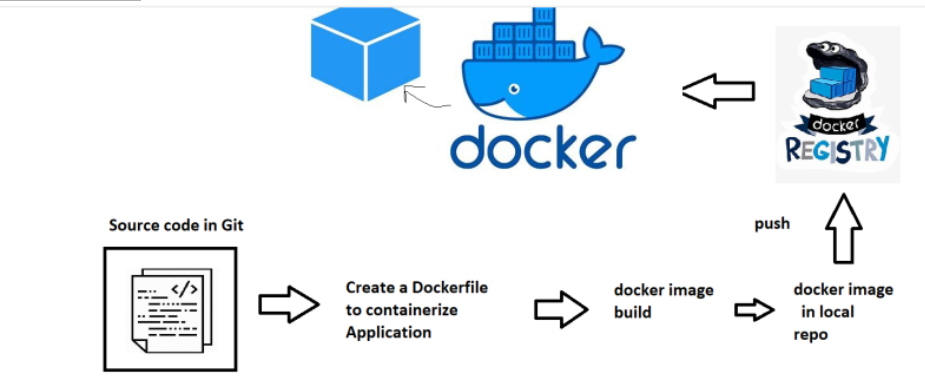 docker
docker
REGISTRY
Source code in Git
push
</>
Create a Dockerfile
to containerize
Application
docker image
build
docker image
in local
repo